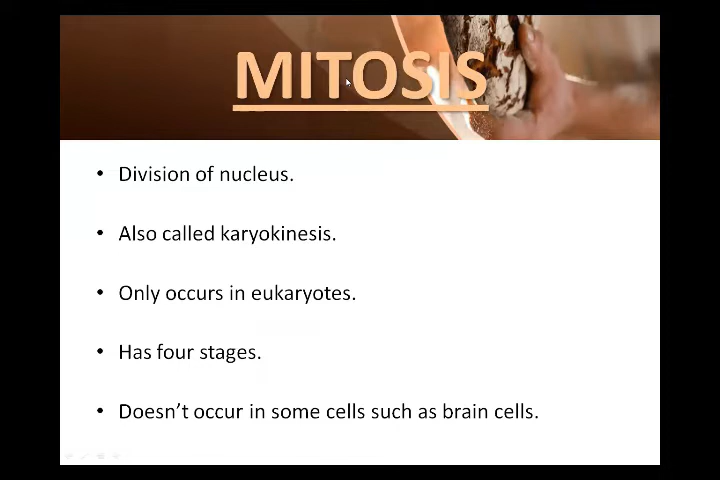 MITOSIS
• Division of nucleus.
• Also called karyokinesis.
• Only occurs in eukaryotes.
• Has four stages.
• Doesn’t occur in some cells such as brain cells.